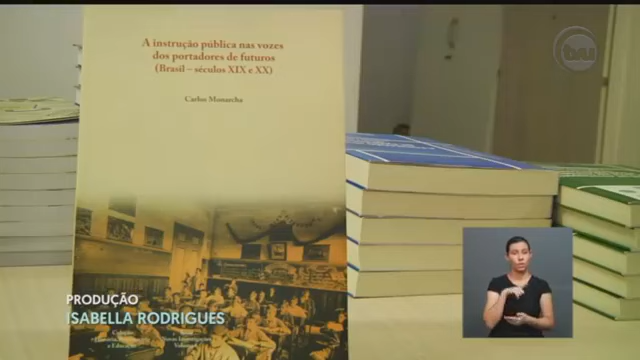 A instrução pública nas vozes
dos portadores de futuros
(Brasil – séculos XIX e XX)
Carlos Monarcha
PRODUÇÃO
ISABELLA RODRIGUES